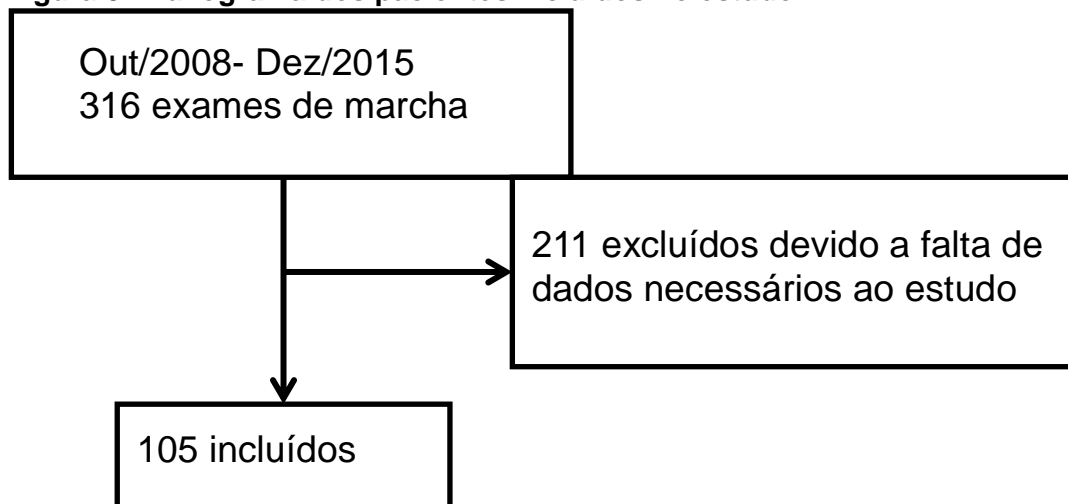 Out/2008- Dez/2015
316 exames de marcha
211 excluídos devido a falta de
dados necessários ao estudo
105 incluídos